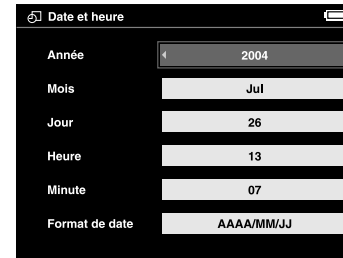 Date et heure
Année 2004
Mois Jul
Jour 26
Heure 13
Minute 07
Format de date AAAA/MM/JJ